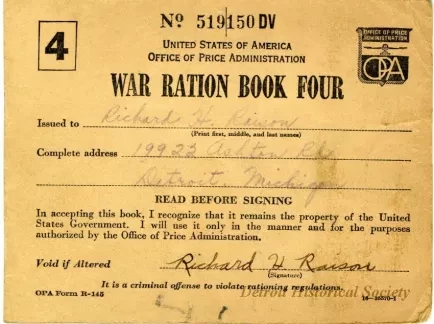 4
№ 519150 DV
UNITED STATES OF AMERICA
OFFICE OF PRICE ADMINISTRATION
OFFICE OF PRICE
ADMINISTRATION
OPA
WAR RATION BOOK FOUR
Issued to Richard H. Raison
(Print first, middle, and last names)
Complete address 19922 Ashton Rd.
Detroit, Michigan
READ BEFORE SIGNING
In accepting this book, I recognize that it remains the property of the United
States Government. I will use it only in the manner and for the purposes
authorized by the Office of Price Administration.
Void if Altered Richard H Raison
(Signature)
It is a criminal offense to violate rationing regulations.
OPA Form R-145
Detroit Historical Society